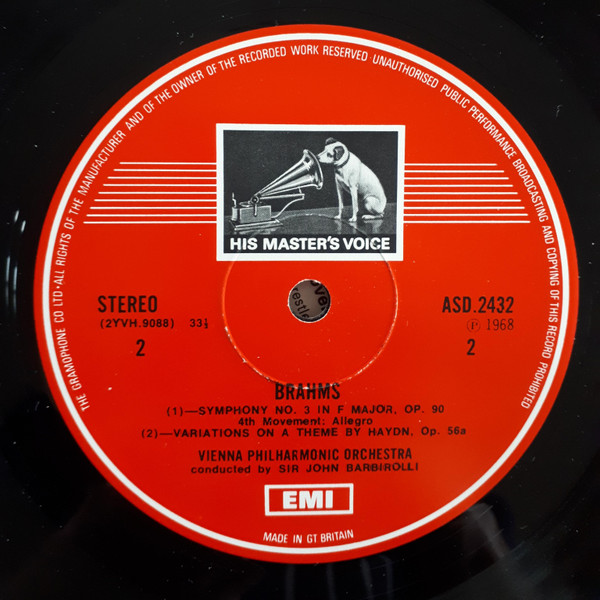 THE GRAMOPHONE CO LTD•ALL RIGHTS OF THE MANUFACTURER AND OF THE OWNER OF THE RECORDED WORK RESERVED UNAUTHORISED PUBLIC PERFORMANCE BROADCASTING AND COPYING OF THIS RECORD PROHIBITED
HIS MASTER'S VOICE
STEREO
(2YVH.9088) 33⅓
2
ASD.2432
Ⓟ 1968
2
BRAHMS
(1)—SYMPHONY NO. 3 IN F MAJOR, OP. 90
4th Movement: Allegro
(2)—VARIATIONS ON A THEME BY HAYDN, Op. 56a
VIENNA PHILHARMONIC ORCHESTRA
conducted by SIR JOHN BARBIROLLI
EMI
MADE IN GT BRITAIN